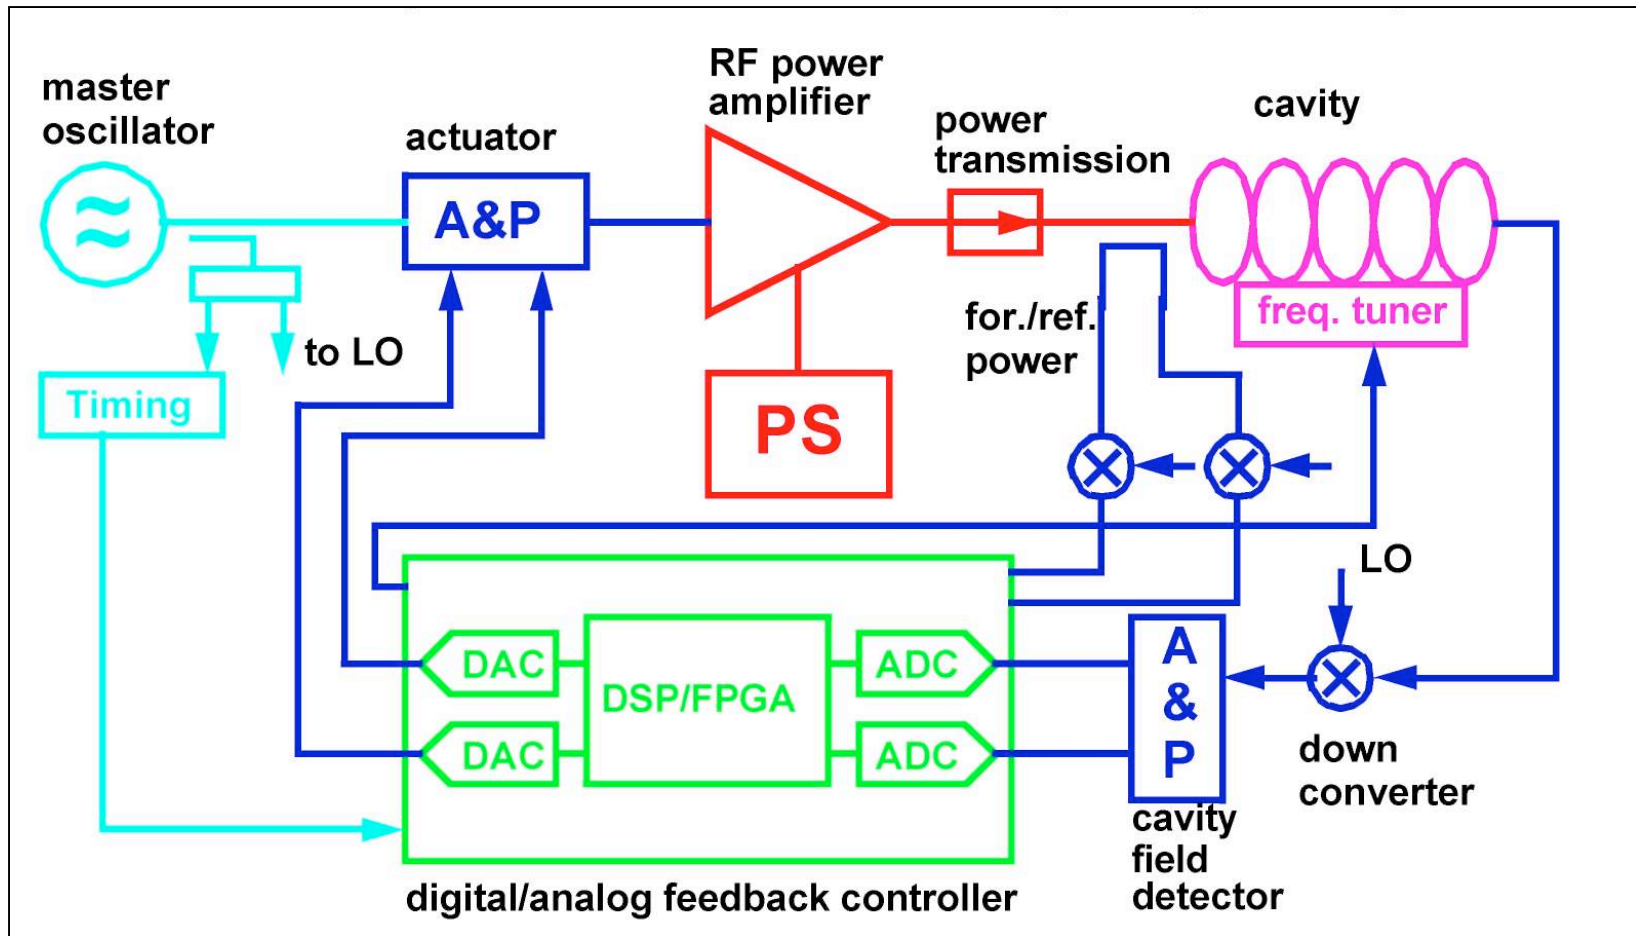 master
oscillator
actuator
A&P
RF power
amplifier
power
transmission
cavity
freq. tuner
to LO
Timing
PS
for./ref.
power
LO
DAC
DAC
DSP/FPGA
ADC
ADC
A
&
P
down
converter
cavity
field
detector
digital/analog feedback controller